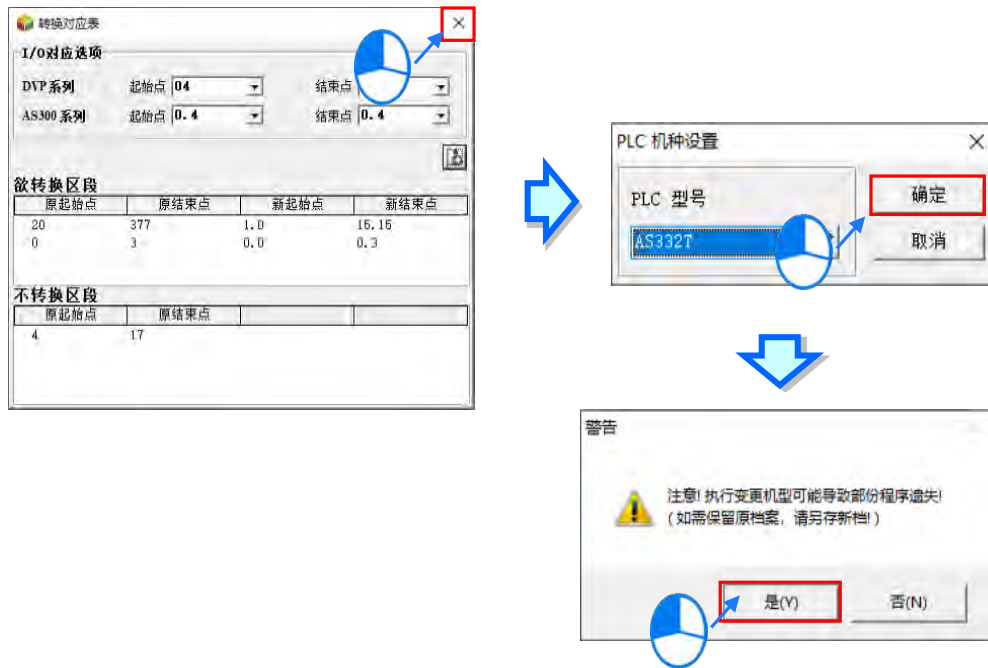 转换对应表
I/O对应选项
DVP系列 起始点 04 结束点
AS300 系列 起始点 0.4 结束点 0.4
欲转换区段
原起始点 原结束点 新起始点 新结束点
20 377 1.0 15.15
0 3 0.0 0.3
不转换区段
原起始点 原结束点
4 17
PLC 机种设置
PLC 型号
AS332T
确定
取消
警告
注意! 执行变更机型可能导致部份程序遗失!
(如需保留原档案, 请另存新档!)
是(Y) 否(N)